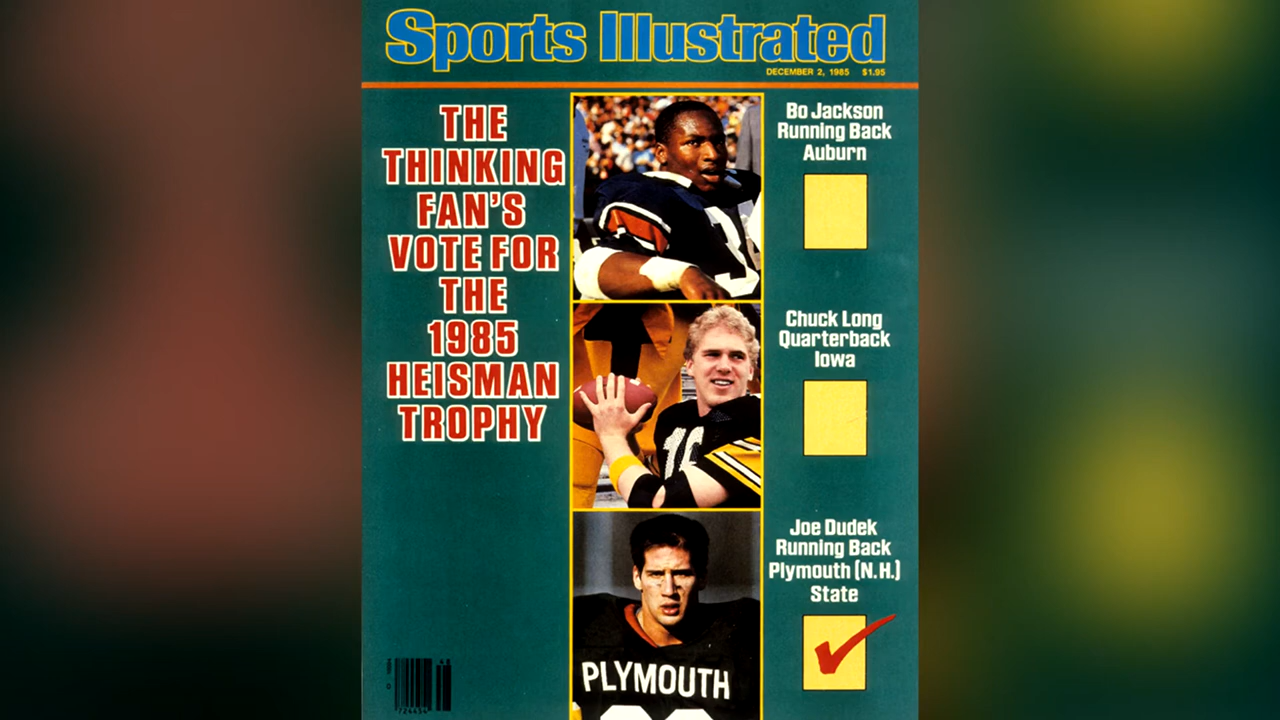 Sports Illustrated
DECEMBER 2, 1985 $1.95
THE
THINKING
FAN'S
VOTE FOR
THE
1985
HEISMAN
TROPHY
Bo Jackson
Running Back
Auburn
Chuck Long
Quarterback
Iowa
16
Joe Dudek
Running Back
Plymouth (N.H.)
State
PLYMOUTH